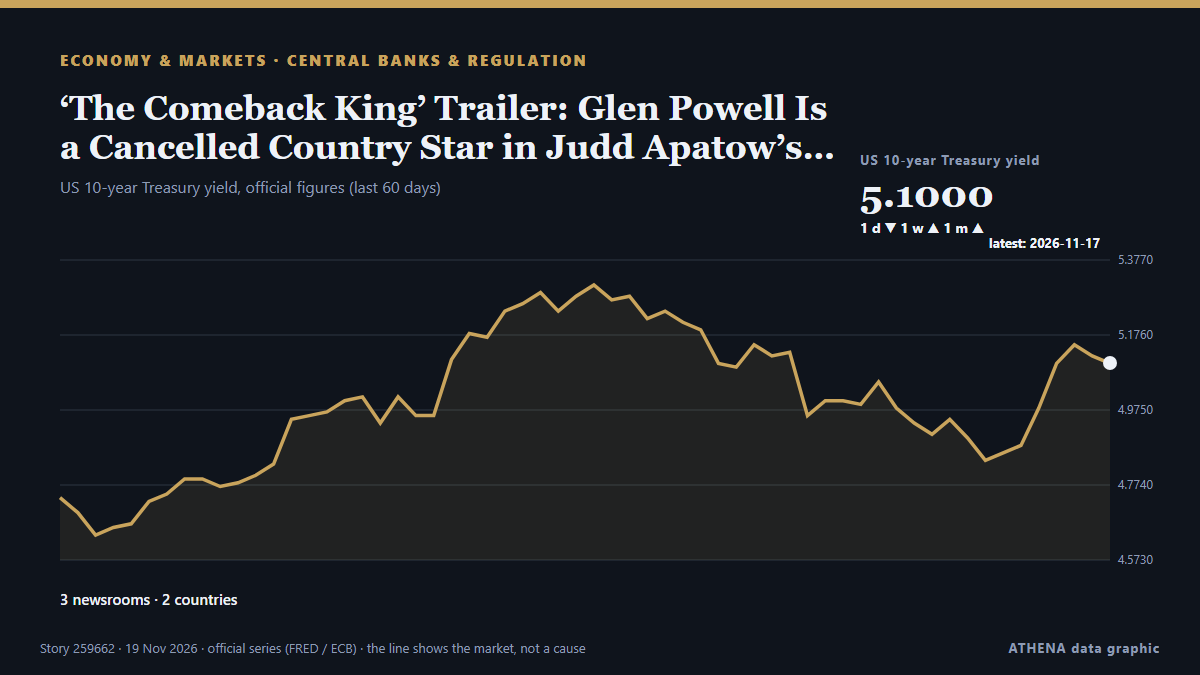 ECONOMY & MARKETS · CENTRAL BANKS & REGULATION
‘The Comeback King’ Trailer: Glen Powell Is
a Cancelled Country Star in Judd Apatow’s...
US 10-year Treasury yield, official figures (last 60 days)
US 10-year Treasury yield
5.1000
1 d ▼ 1 w ▲ 1 m ▲
latest: 2026-11-17
5.3770
5.1760
4.9750
4.7740
4.5730
3 newsrooms · 2 countries
Story 259662 · 19 Nov 2026 · official series (FRED / ECB) · the line shows the market, not a cause
ATHENA data graphic